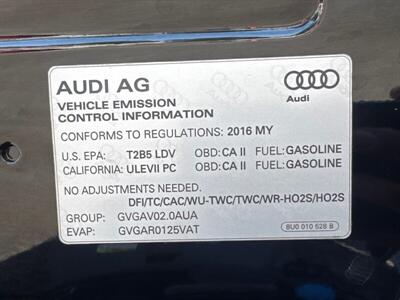 AUDI AG
Audi
VEHICLE EMISSION
CONTROL INFORMATION
CONFORMS TO REGULATIONS: 2016 MY
U.S. EPA: T2B5 LDV OBD: CA II FUEL: GASOLINE
CALIFORNIA: ULEVII PC OBD: CA II FUEL: GASOLINE
NO ADJUSTMENTS NEEDED.
DFI/TC/CAC/WU-TWC/TWC/WR-HO2S/HO2S
GROUP: GVGAV02.0AUA
EVAP: GVGAR0125VAT
8U0 010 528 B